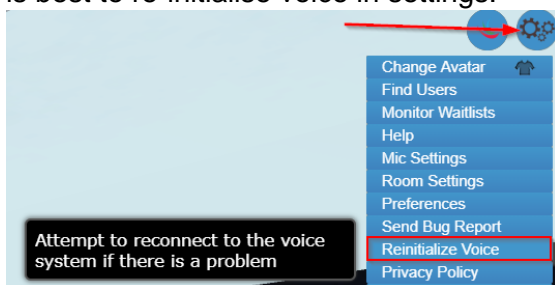 is best to re-initialise voice in settings.
Change Avatar
Find Users
Monitor Waitlists
Help
Mic Settings
Room Settings
Preferences
Send Bug Report
Reinitialize Voice
Privacy Policy
Attempt to reconnect to the voice
system if there is a problem